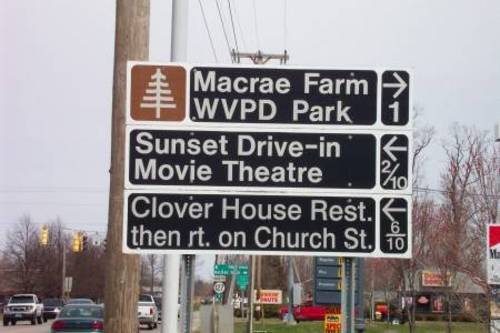 Macrae Farm →
WVPD Park 1
Sunset Drive-in ←
Movie Theatre 2/10
Clover House Rest. ←
then rt. on Church St. 6/10